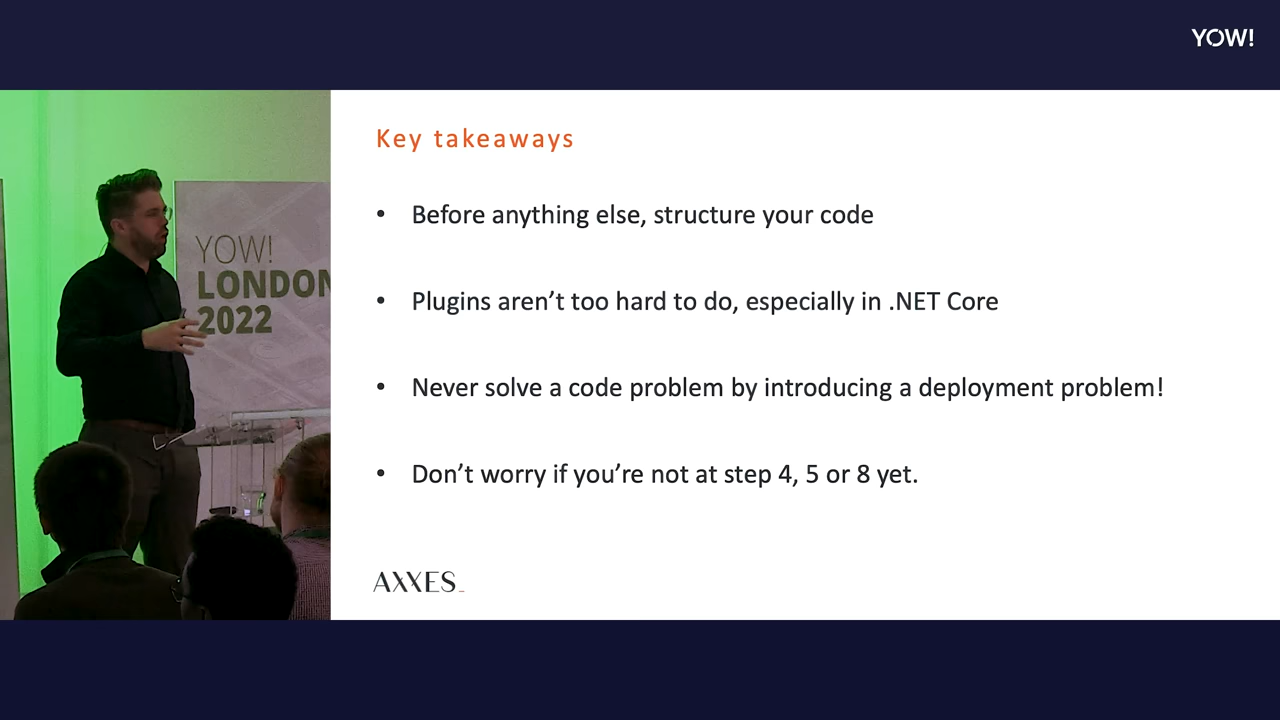 YOW!
YOW!
LONDON
2022
Key takeaways
• Before anything else, structure your code
• Plugins aren’t too hard to do, especially in .NET Core
• Never solve a code problem by introducing a deployment problem!
• Don’t worry if you’re not at step 4, 5 or 8 yet.
AXXES_